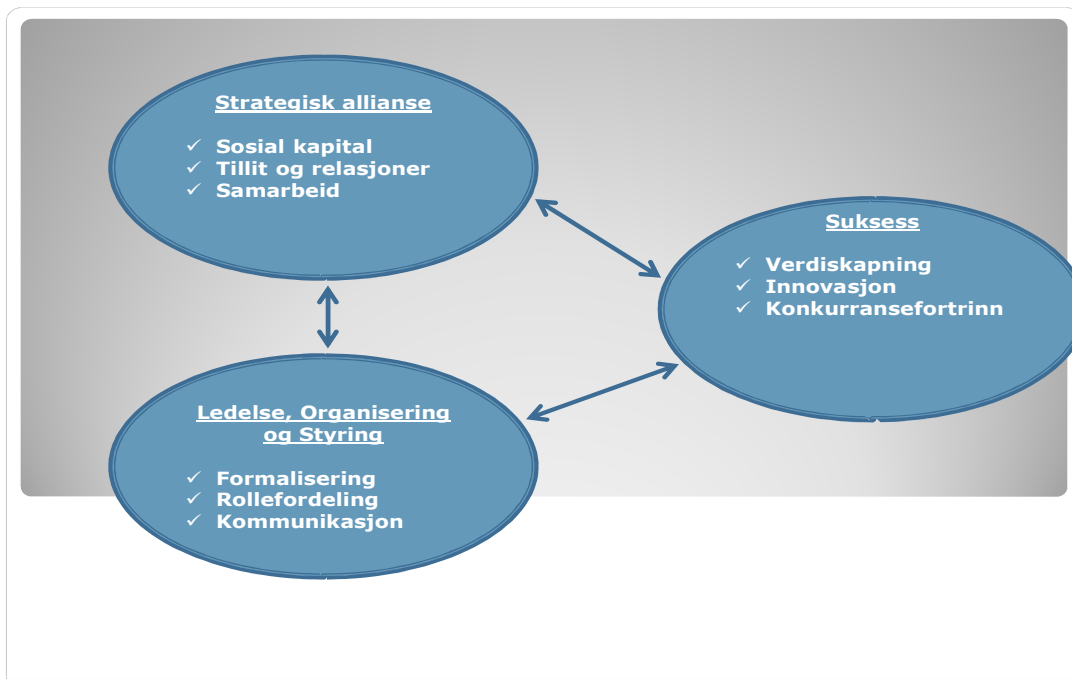 Strategisk allianse
✓ Sosial kapital
✓ Tillit og relasjoner
✓ Samarbeid
Suksess
✓ Verdiskapning
✓ Innovasjon
✓ Konkurransefortrinn
Ledelse, Organisering
og Styring
✓ Formalisering
✓ Rollefordeling
✓ Kommunikasjon